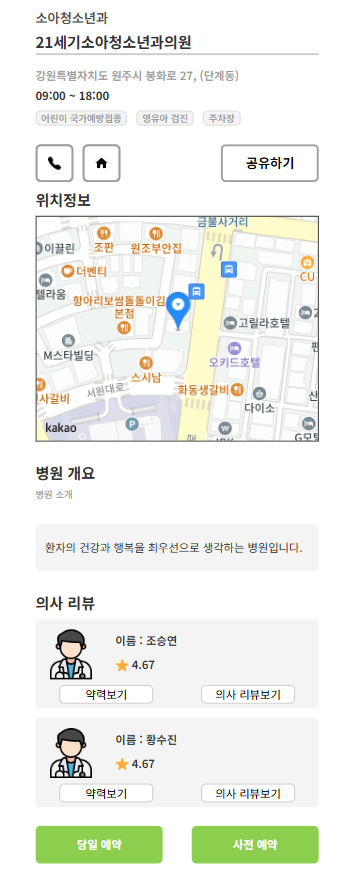 소아청소년과
21세기소아청소년과의원
강원특별자치도 원주시 봉화로 27, (단계동)
09:00 ~ 18:00
어린이 국가예방접종 영유아 검진 주차장
공유하기
위치정보
금불사거리
이끌린 조판 원조부안집
더벤티 CU
텔라움
항아리보쌈돌돌이김
본점
고릴라호텔
M스타빌딩
오키드호텔
스시남
사갈비 서원대로 화동생갈비
다이소
P
kakao
병원 개요
병원 소개
환자의 건강과 행복을 최우선으로 생각하는 병원입니다.
의사 리뷰
이름 : 조승연
4.67
약력보기 의사 리뷰보기
이름 : 황수진
4.67
약력보기 의사 리뷰보기
당일 예약 사전 예약